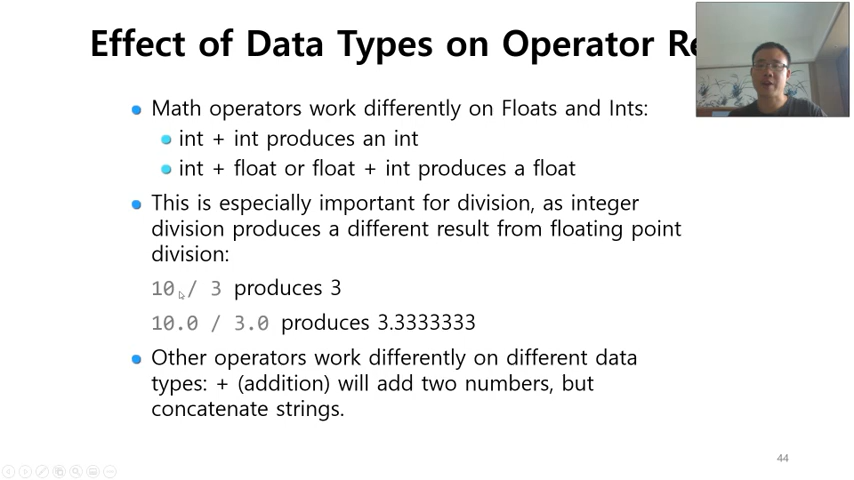 Effect of Data Types on Operator
Math operators work differently on Floats and Ints:
int + int produces an int
int + float or float + int produces a float
This is especially important for division, as integer
division produces a different result from floating point
division:
10 / 3 produces 3
10.0 / 3.0 produces 3.3333333
Other operators work differently on different data
types: + (addition) will add two numbers, but
concatenate strings.
44